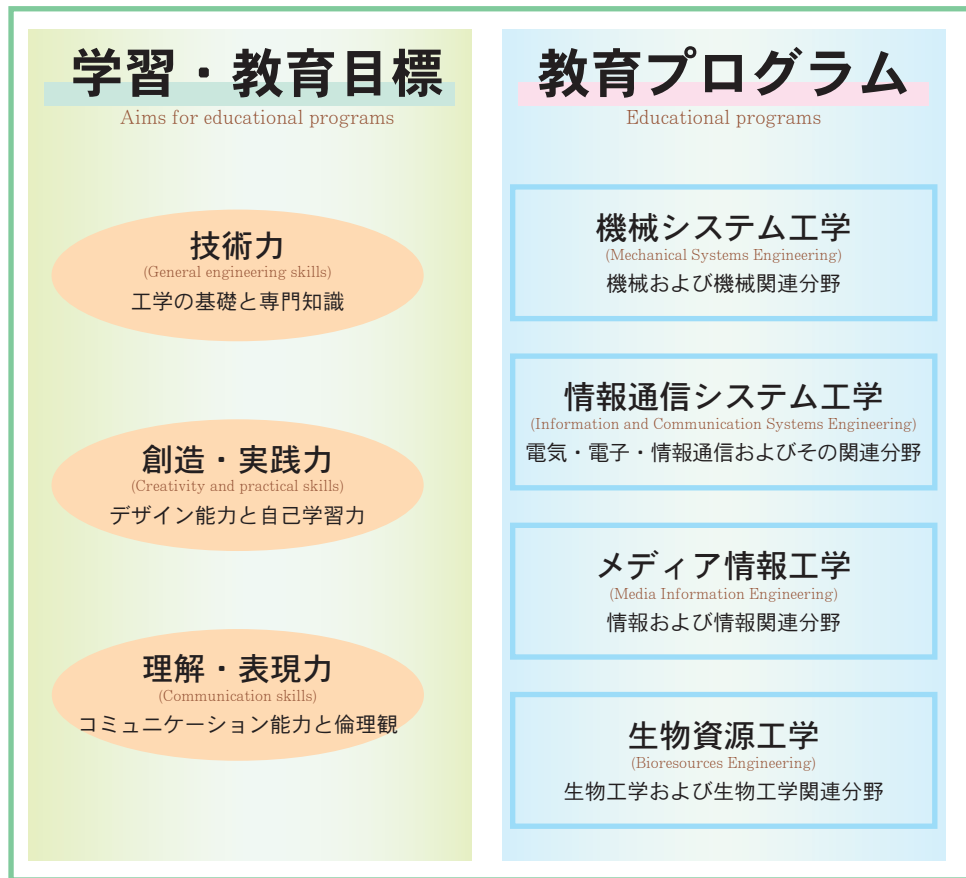 学習・教育目標
Aims for educational programs
技術力
(General engineering skills)
工学の基礎と専門知識
創造・実践力
(Creativity and practical skills)
デザイン能力と自己学習力
理解・表現力
(Communication skills)
コミュニケーション能力と倫理観
教育プログラム
Educational programs
機械システム工学
(Mechanical Systems Engineering)
機械および機械関連分野
情報通信システム工学
(Information and Communication Systems Engineering)
電気・電子・情報通信およびその関連分野
メディア情報工学
(Media Information Engineering)
情報および情報関連分野
生物資源工学
(Bioresources Engineering)
生物工学および生物工学関連分野